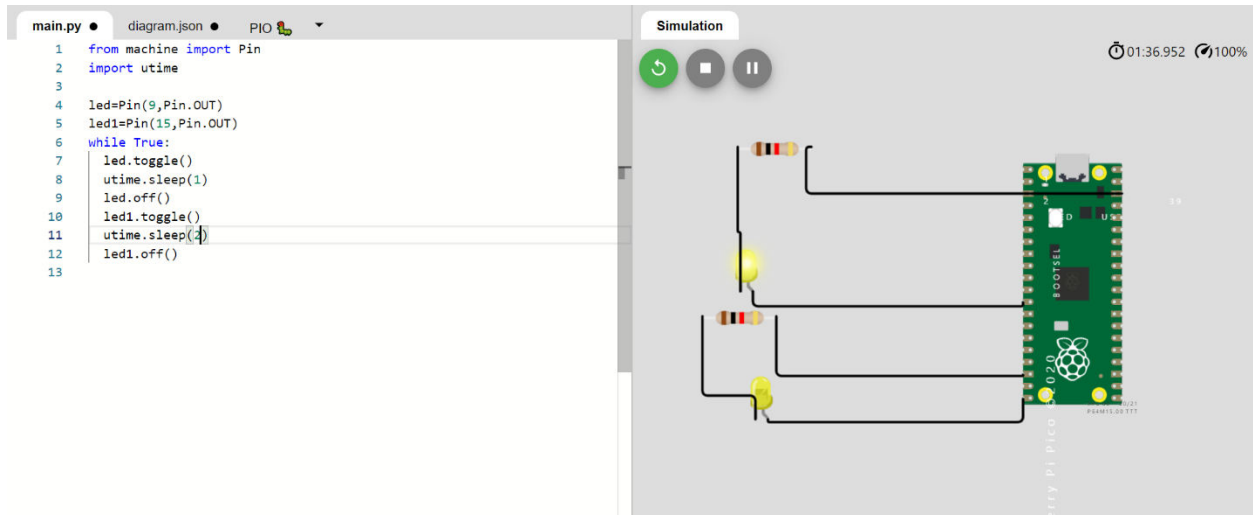 main.py ● diagram.json ● PIO
Simulation
01:36.952 100%
1 from machine import Pin
2 import utime
3
4 led=Pin(9,Pin.OUT)
5 led1=Pin(15,Pin.OUT)
6 while True:
7 led.toggle()
8 utime.sleep(1)
9 led.off()
10 led1.toggle()
11 utime.sleep(2)
12 led1.off()
13
2
39
D
BOOTSEL
©2020